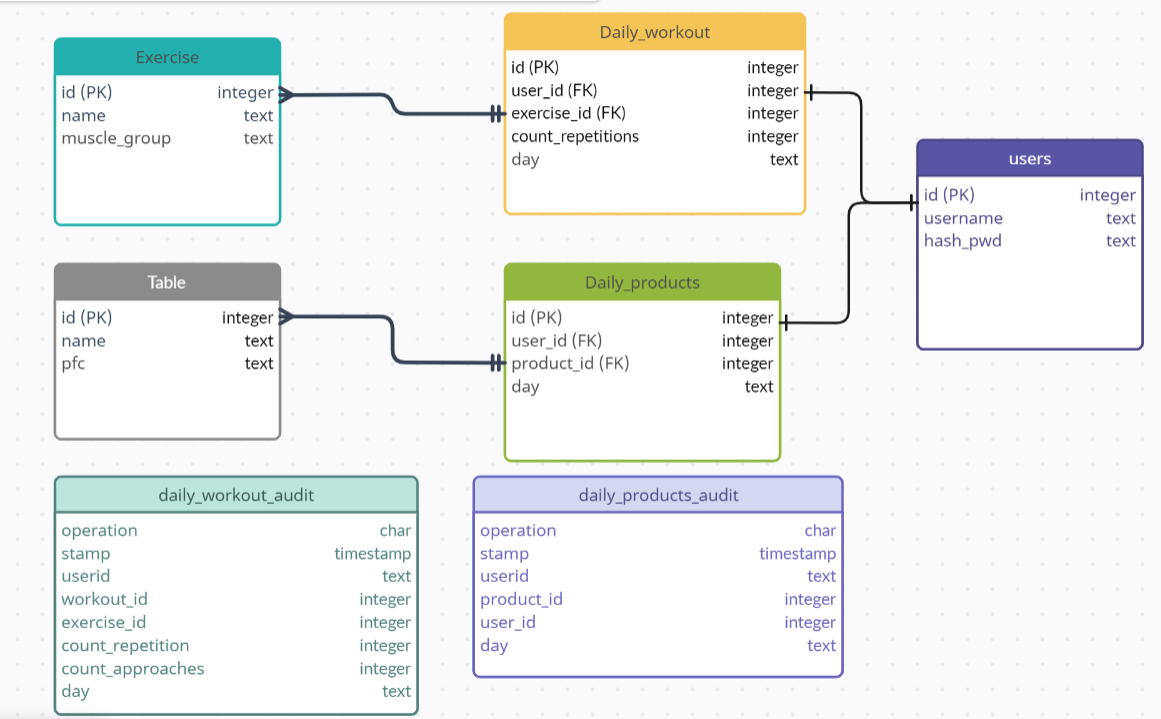 Exercise
id (PK) integer
name text
muscle_group text
Daily_workout
id (PK) integer
user_id (FK) integer
exercise_id (FK) integer
count_repetitions integer
day text
users
id (PK) integer
username text
hash_pwd text
Table
id (PK) integer
name text
pfc text
Daily_products
id (PK) integer
user_id (FK) integer
product_id (FK) integer
day text
daily_workout_audit
operation char
stamp timestamp
userid text
workout_id integer
exercise_id integer
count_repetition integer
count_approaches integer
day text
daily_products_audit
operation char
stamp timestamp
userid text
product_id integer
user_id integer
day text